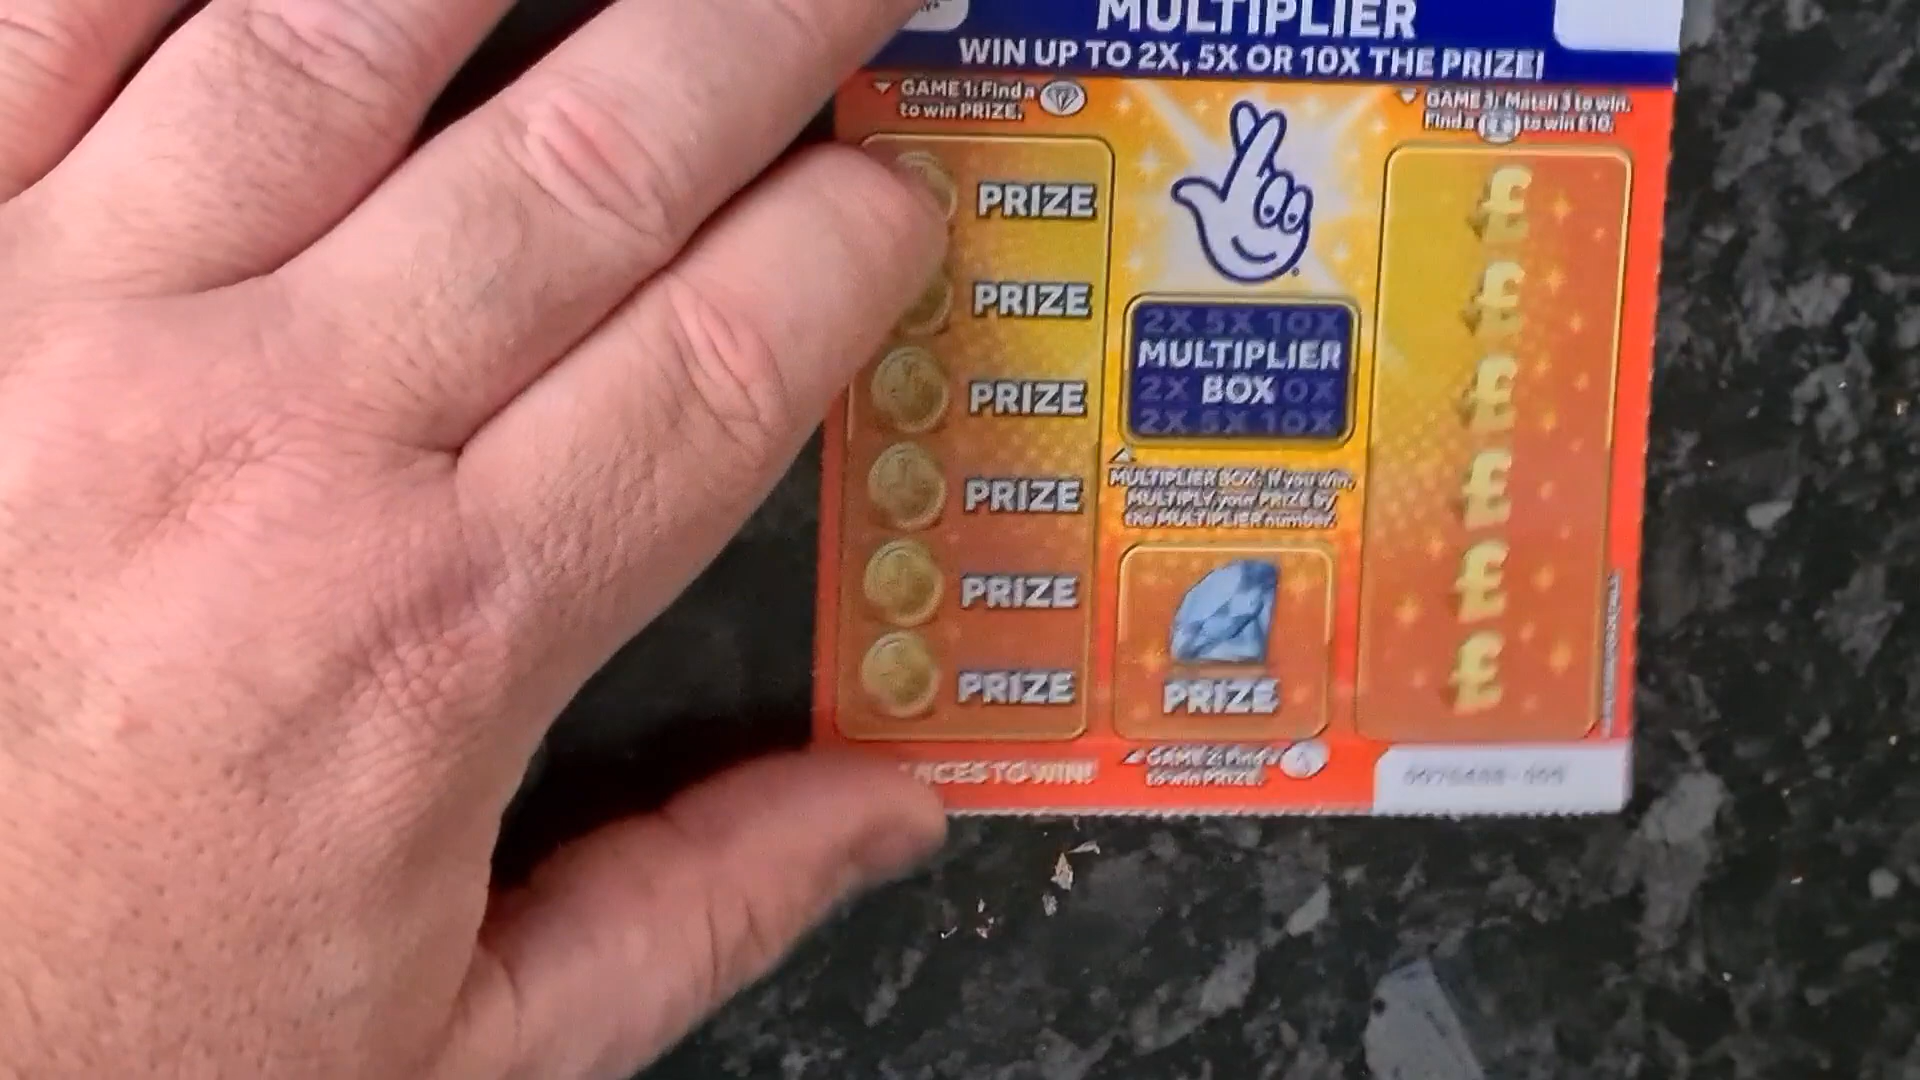 MULTIPLIER
WIN UP TO 2X, 5X OR 10X THE PRIZE!
GAME 1: Find a
to win PRIZE.
GAME 3: Match 3 to win.
Find a to win £10.
PRIZE
PRIZE
PRIZE
PRIZE
PRIZE
PRIZE
2X 5X 10X
MULTIPLIER
2X BOX 0X
2X 5X 10X
MULTIPLIER BOX: If you win,
MULTIPLY your PRIZE by
the MULTIPLIER number.
PRIZE
£
£
£
£
£
£
NCES TO WIN!
GAME 2: Find a
to win PRIZE.